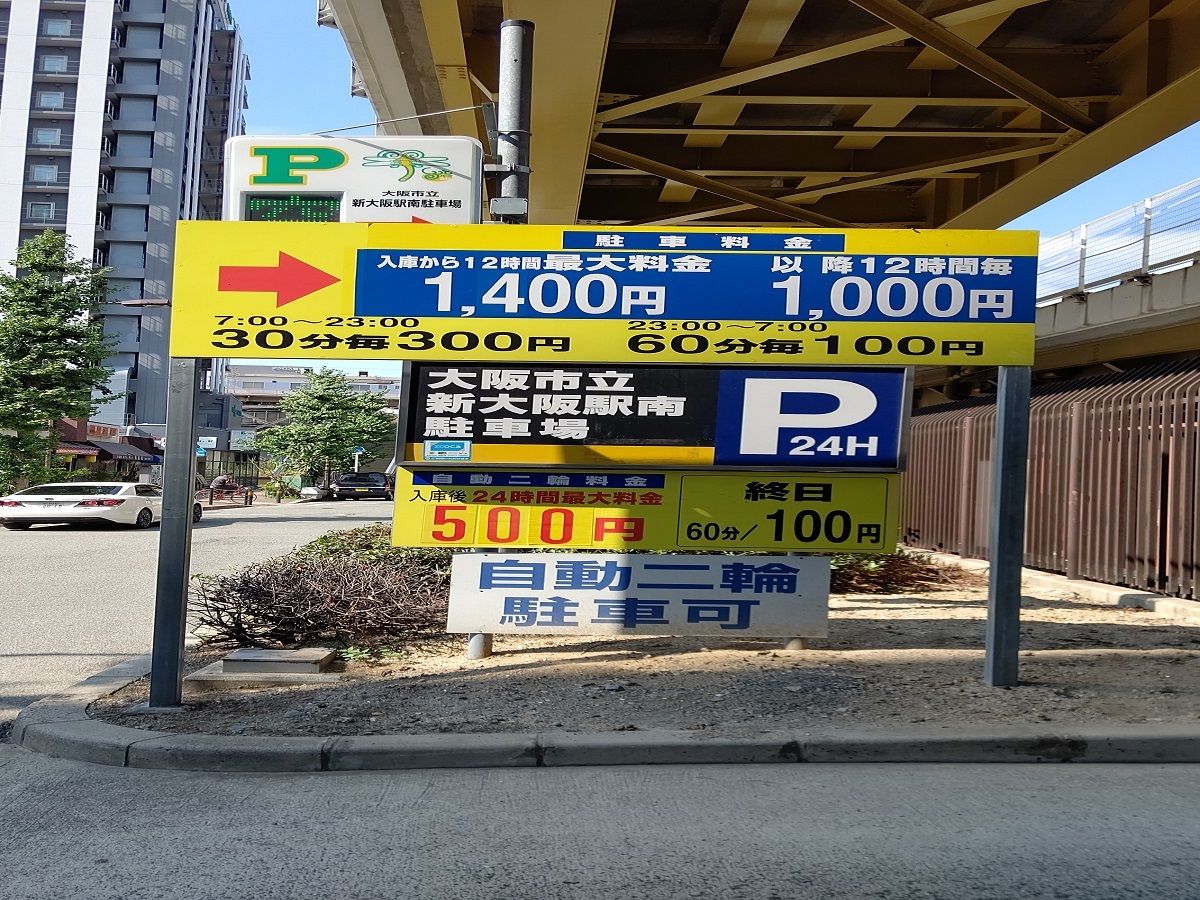 P
大阪市立
新大阪駅南駐車場
駐車料金
入庫から12時間最大料金 以降12時間毎
1,400円 1,000円
7:00～23:00 23:00～7:00
30分毎300円 60分毎100円
大阪市立
新大阪駅南
駐車場
P
24H
自動二輪料金
入庫後24時間最大料金
500円
終日
60分/100円
自動二輪
駐車可